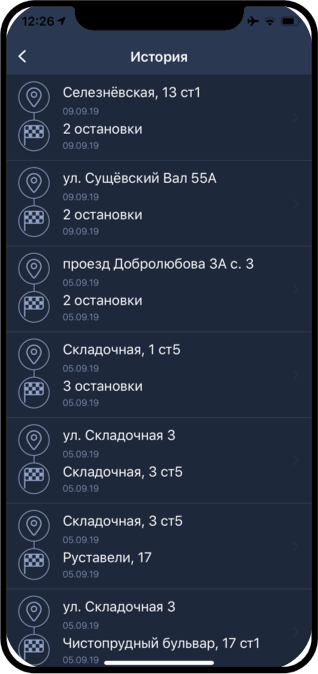 12:26
История
Селезнёвская, 13 ст1
09.09.19
2 остановки
09.09.19
ул. Сущёвский Вал 55А
09.09.19
2 остановки
09.09.19
проезд Добролюбова 3А с. 3
05.09.19
2 остановки
05.09.19
Складочная, 1 ст5
05.09.19
3 остановки
05.09.19
ул. Складочная 3
05.09.19
Складочная, 3 ст5
05.09.19
Складочная, 3 ст5
05.09.19
Руставели, 17
05.09.19
ул. Складочная 3
05.09.19
Чистопрудный бульвар, 17 ст1
05.09.19